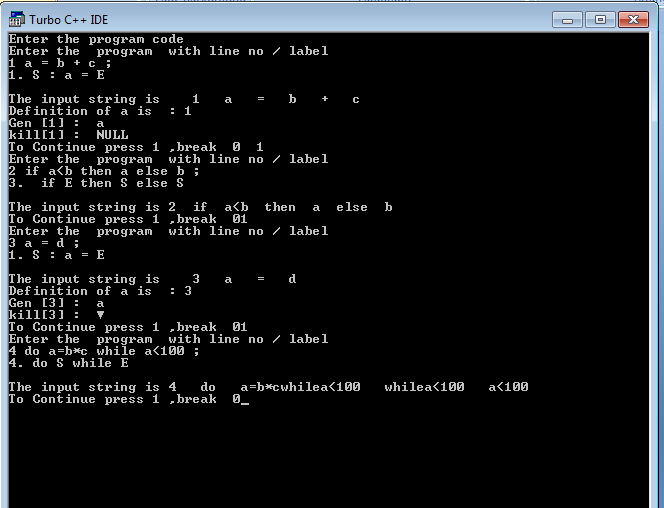 Turbo C++ IDE
Enter the program code
Enter the  program  with line no / label
1 a = b + c ;
1. S : a = E
The input string is    1   a   =   b   +   c
Definition of a is  : 1
Gen [1] :  a
kill[1] :  NULL
To Continue press 1 ,break  0  1
Enter the  program  with line no / label
2 if a<b then a else b ;
3.  if E then S else S
The input string is 2  if  a<b  then  a  else  b
To Continue press 1 ,break  01
Enter the  program  with line no / label
3 a = d ;
1. S : a = E
The input string is    3   a   =   d
Definition of a is  : 3
Gen [3] :  a
kill[3] :  ▼
To Continue press 1 ,break  01
Enter the  program  with line no / label
4 do a=b*c while a<100 ;
4. do S while E
The input string is 4   do   a=b*cwhilea<100   whilea<100   a<100
To Continue press 1 ,break  0_